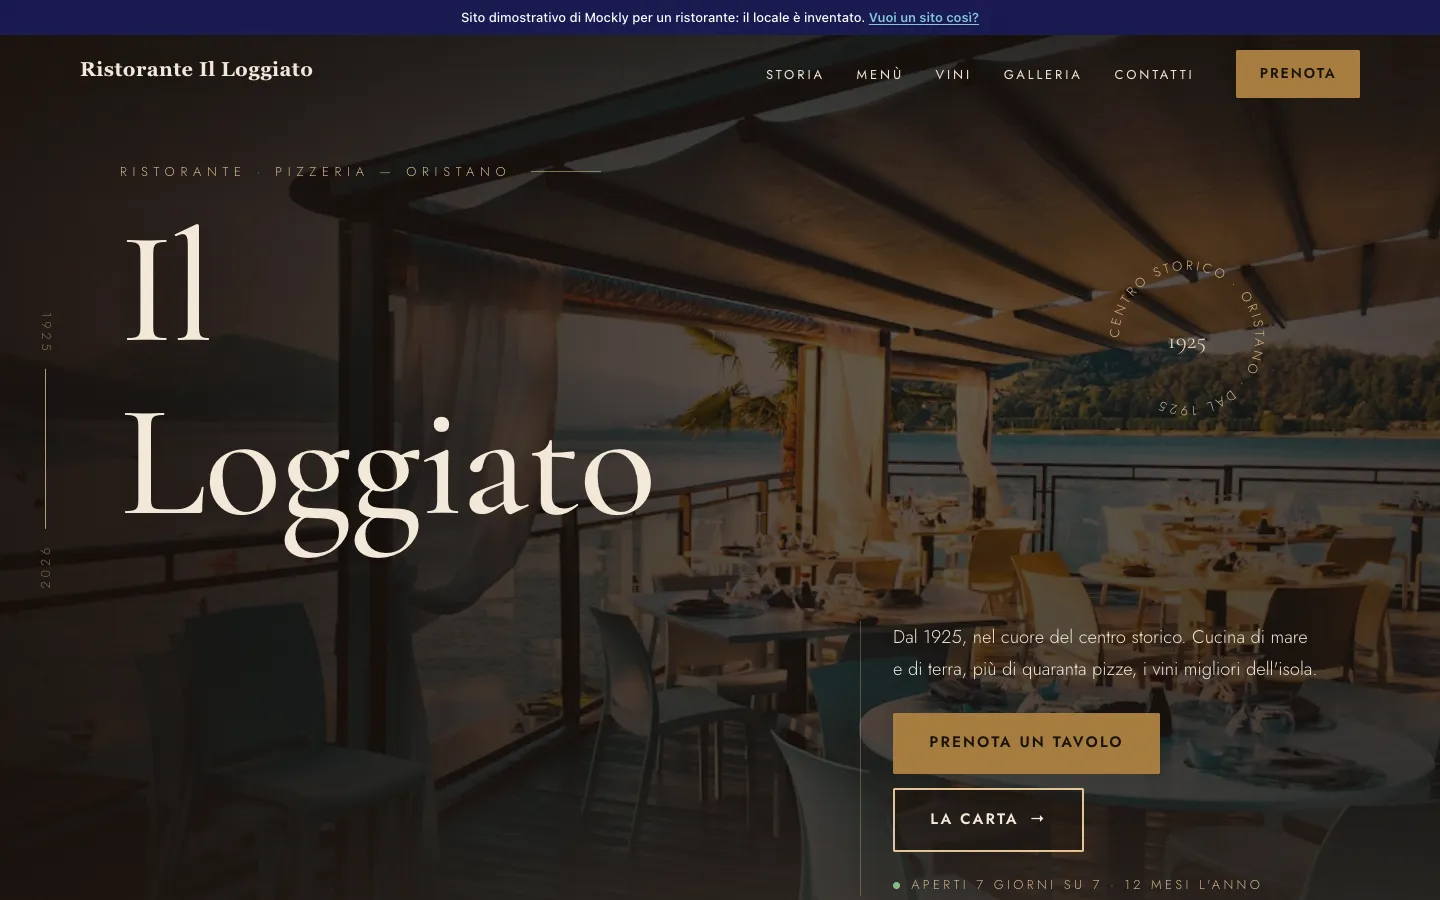 Sito dimostrativo di Mockly per un ristorante: il locale è inventato. Vuoi un sito così?
Ristorante Il Loggiato
STORIA
MENÙ
VINI
GALLERIA
CONTATTI
PRENOTA
RISTORANTE · PIZZERIA — ORISTANO
Il
Loggiato
1925
2026
CENTRO STORICO · ORISTANO · DAL 1925
1925
Dal 1925, nel cuore del centro storico. Cucina di mare
e di terra, più di quaranta pizze, i vini migliori dell'isola.
PRENOTA UN TAVOLO
LA CARTA →
APERTI 7 GIORNI SU 7 · 12 MESI L'ANNO